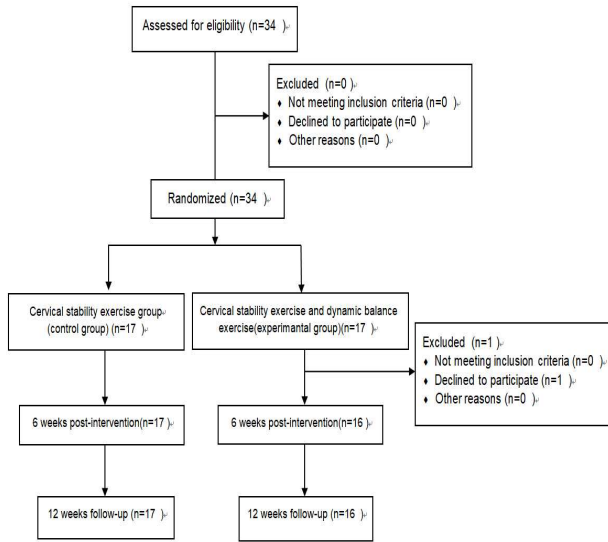 Assessed for eligibility (n=34  )
Excluded  (n=0 )
♦ Not meeting inclusion criteria (n=0  )
♦ Declined to participate (n=0  )
♦ Other reasons (n=0  )
Randomized (n=34  )
Cervical stability exercise group
(control group) (n=17  )
Cervical stability exercise and dynamic balance
exercise(experimantal group)(n=17  )
Excluded  (n=1  )
♦ Not meeting inclusion criteria (n=0  )
♦ Declined to participate (n=1  )
♦ Other reasons (n=0  )
6 weeks post-intervention(n=17 )
6 weeks post-intervention(n=16 )
12 weeks follow-up (n=17  )
12 weeks follow-up (n=16  )